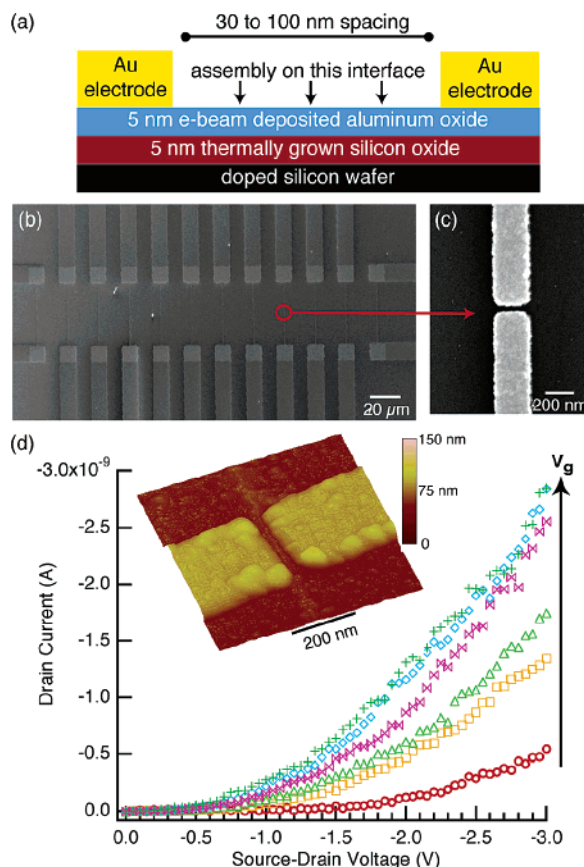 (a)
30 to 100 nm spacing
Au
electrode
assembly on this interface
Au
electrode
5 nm e-beam deposited aluminum oxide
5 nm thermally grown silicon oxide
doped silicon wafer
(b)
20 µm
(c)
200 nm
(d)
-3.0x10⁻⁹
-2.5
-2.0
-1.5
-1.0
-0.5
0.0
Drain Current (A)
150 nm
75 nm
0
200 nm
Vg
0.0 -0.5 -1.0 -1.5 -2.0 -2.5 -3.0
Source-Drain Voltage (V)